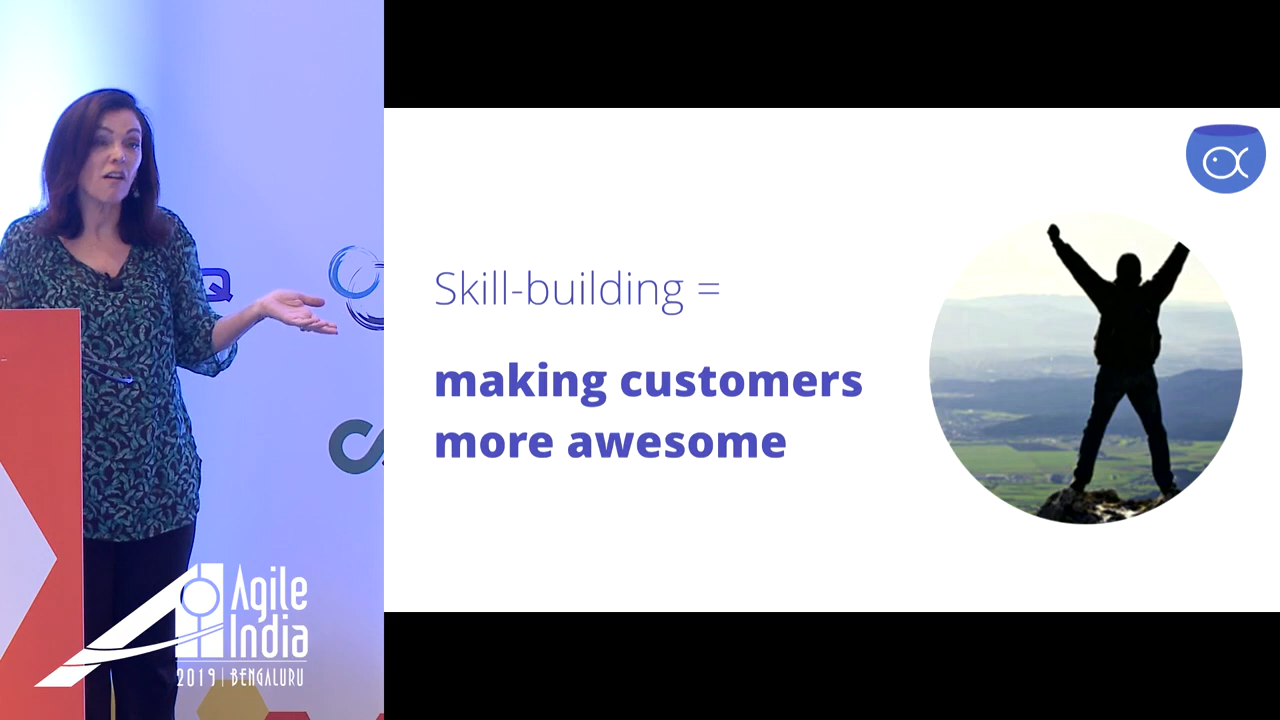 Skill-building =
making customers
more awesome
Q
Agile
India
2019 | BENGALURU